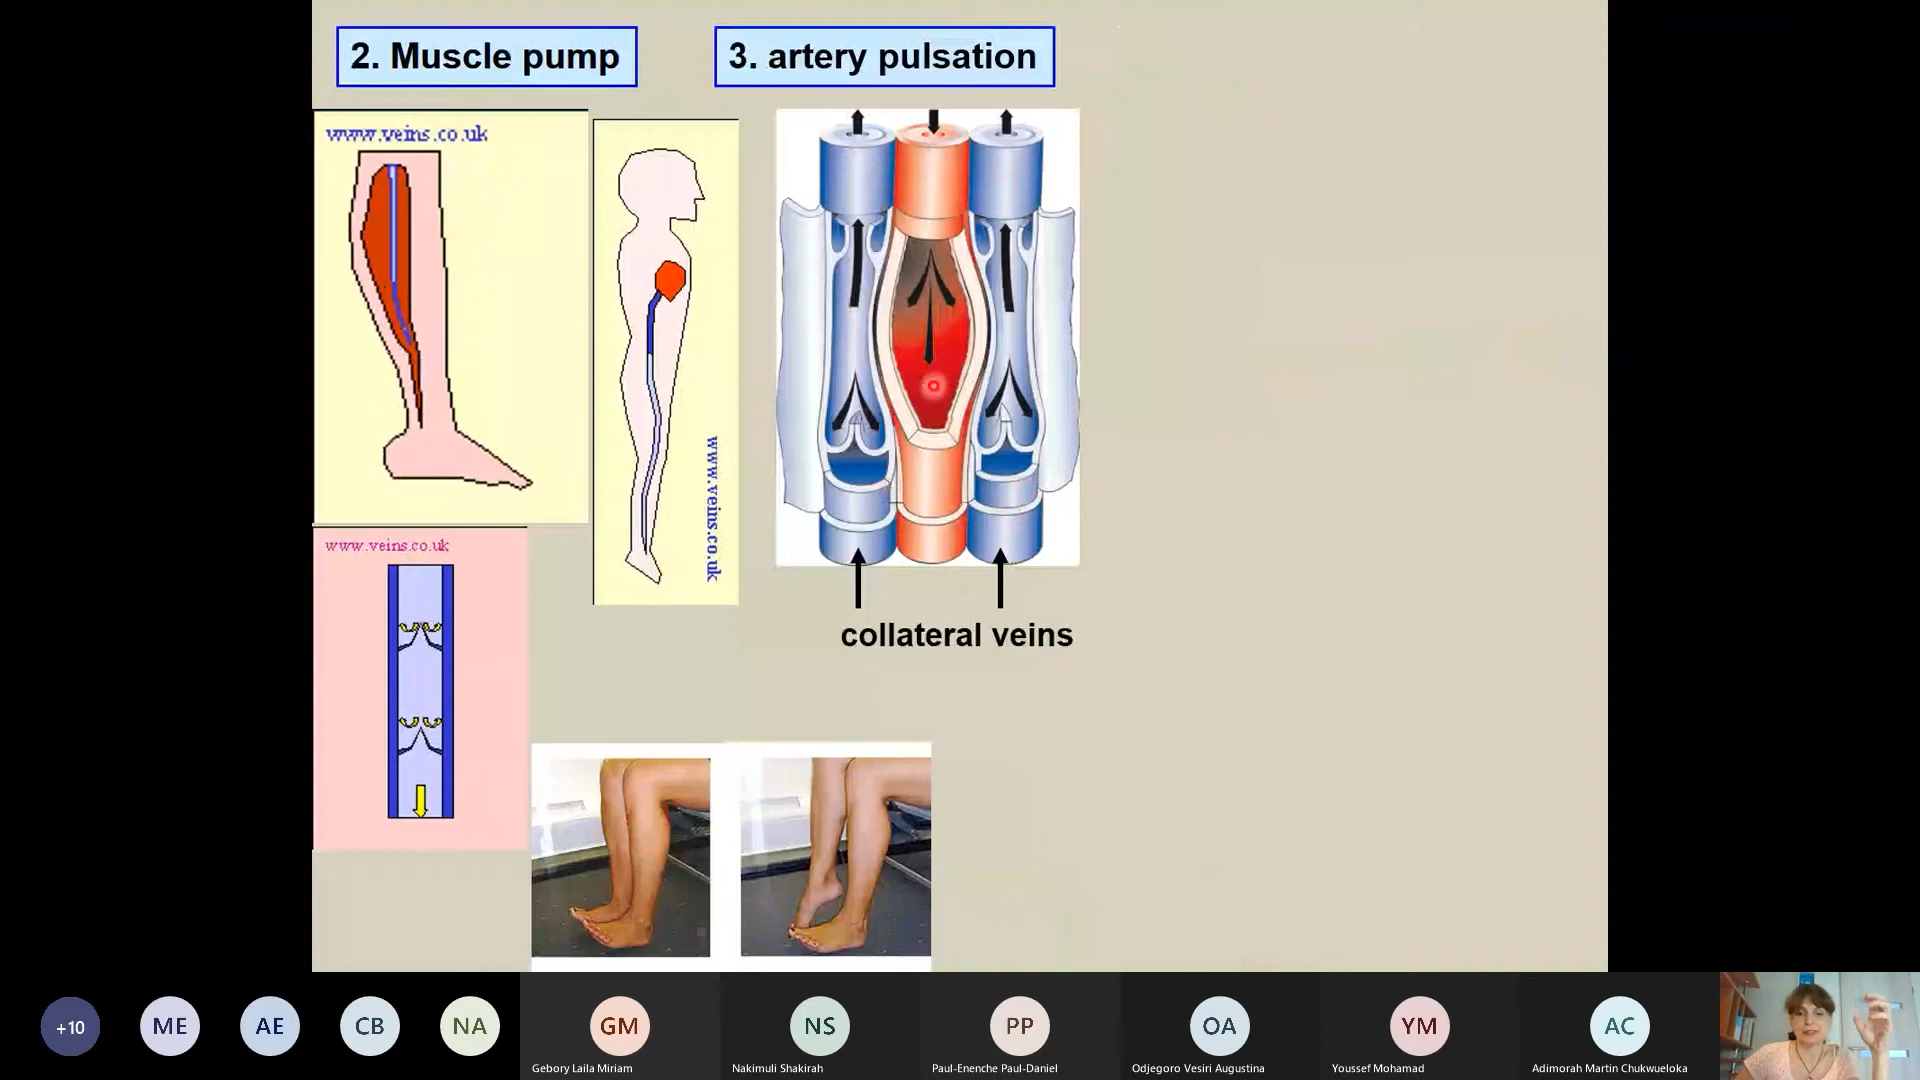 2. Muscle pump
3. artery pulsation
www.veins.co.uk
www.veins.co.uk
www.veins.co.uk
collateral veins
+10
ME
AE
CB
NA
GM
NS
PP
OA
YM
AC
Gebory Laila Miriam
Nakimuli Shakirah
Paul-Enenche Paul-Daniel
Odjegoro Vesiri Augustina
Youssef Mohamad
Adimorah Martin Chukwueloka